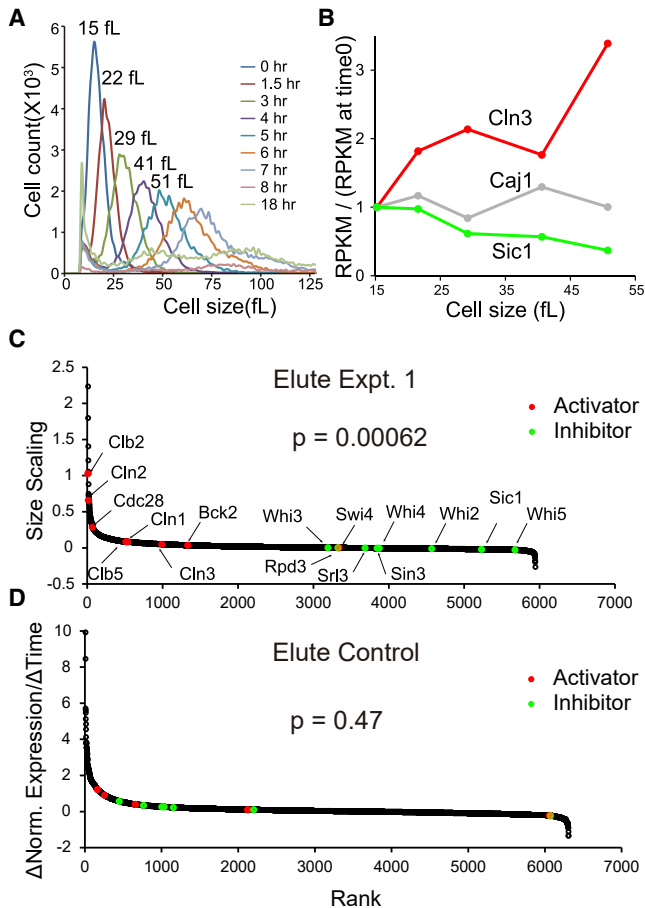 A
15 fL
22 fL
29 fL
41 fL
51 fL
0 hr
1.5 hr
3 hr
4 hr
5 hr
6 hr
7 hr
8 hr
18 hr
Cell count(X10³)
6
5
4
3
2
1
0
0 25 50 75 100 125
Cell size(fL)
B
RPKM / (RPKM at time0)
3
2
1
0
Cln3
Caj1
Sic1
15 25 35 45 55
Cell size (fL)
C
Elute Expt. 1
p = 0.00062
Activator
Inhibitor
Size Scaling
2.5
2
1.5
1
0.5
0
-0.5
Clb2
Cln2
Cdc28
Cln1
Bck2
Clb5
Cln3
Whi3
Swi4
Whi4
Whi2
Sic1
Whi5
Rpd3
Srl3
Sin3
0 1000 2000 3000 4000 5000 6000 7000
D
Elute Control
p = 0.47
Activator
Inhibitor
ΔNorm. Expression/ΔTime
10
8
6
4
2
0
-2
0 1000 2000 3000 4000 5000 6000 7000
Rank